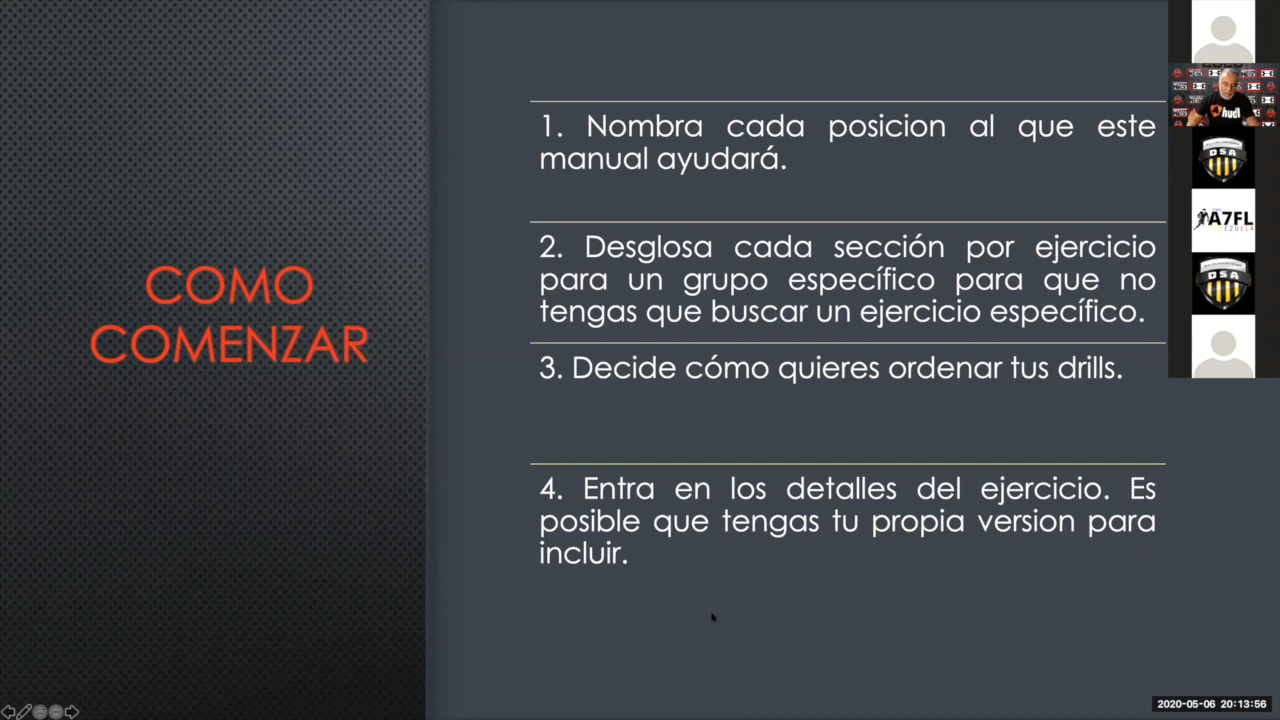 COMO
COMENZAR
1. Nombra cada posicion al que este
manual ayudará.
2. Desglosa cada sección por ejercicio
para un grupo específico para que no
tengas que buscar un ejercicio específico.
3. Decide cómo quieres ordenar tus drills.
4. Entra en los detalles del ejercicio. Es
posible que tengas tu propia version para
incluir.
hudl
DSA
A7FL
DSA
2020-05-06 20:13:56